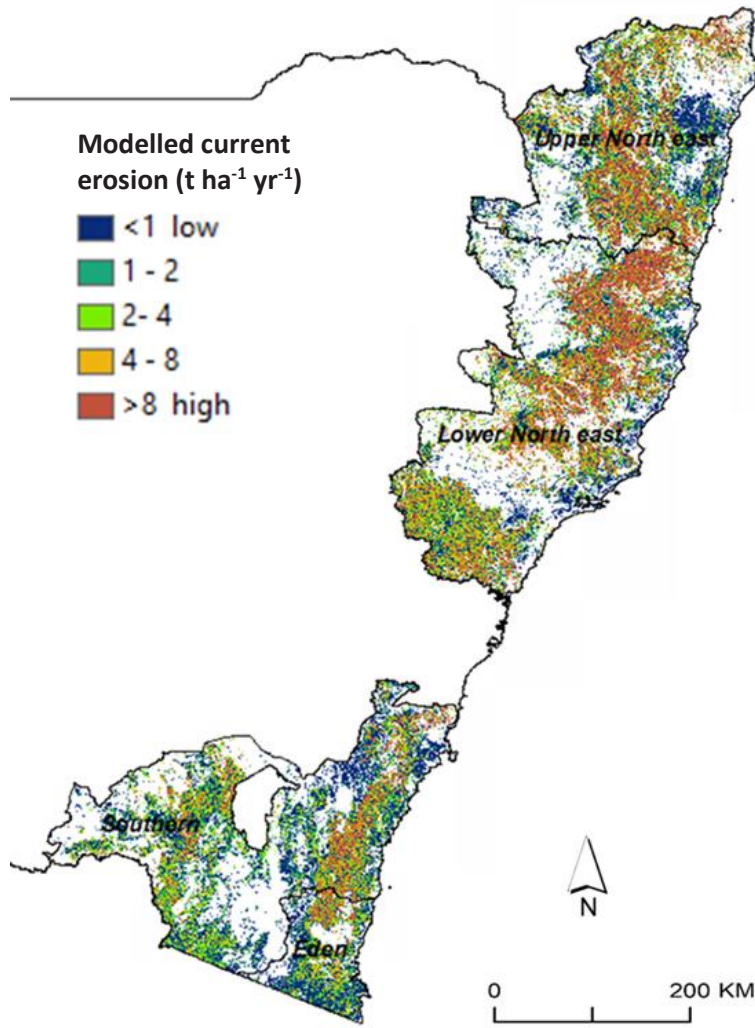 Modelled current
erosion (t ha⁻¹ yr⁻¹)
<1 low
1 - 2
2- 4
4 - 8
>8 high
Upper North east
Lower North east
Southern
Eden
N
0 200 KM